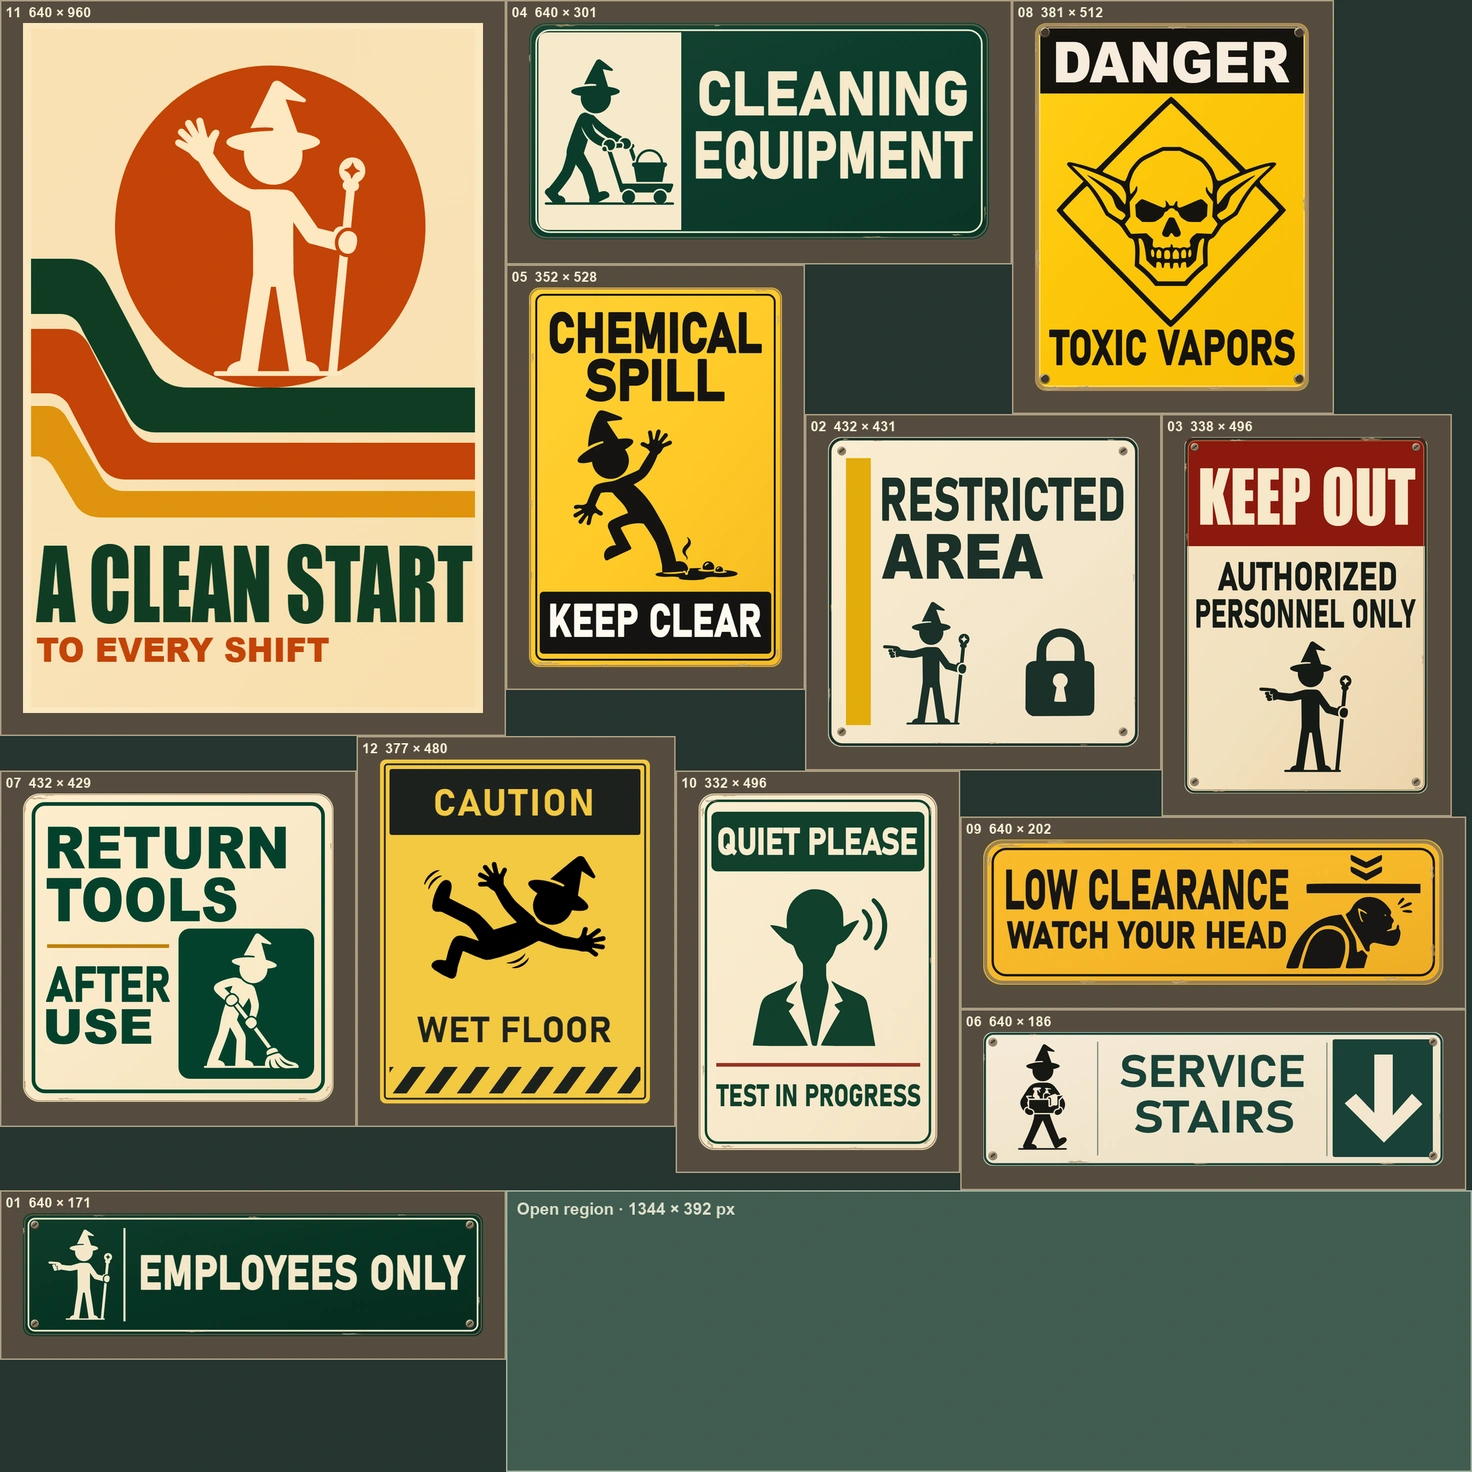 11 640 × 960
A CLEAN START
TO EVERY SHIFT
04 640 × 301
CLEANING
EQUIPMENT
08 381 × 512
DANGER
TOXIC VAPORS
05 352 × 528
CHEMICAL
SPILL
KEEP CLEAR
02 432 × 431
RESTRICTED
AREA
03 338 × 496
KEEP OUT
AUTHORIZED
PERSONNEL ONLY
07 432 × 429
RETURN
TOOLS
AFTER
USE
12 377 × 480
CAUTION
WET FLOOR
10 332 × 496
QUIET PLEASE
TEST IN PROGRESS
09 640 × 202
LOW CLEARANCE
WATCH YOUR HEAD
06 640 × 186
SERVICE
STAIRS
01 640 × 171
EMPLOYEES ONLY
Open region · 1344 × 392 px